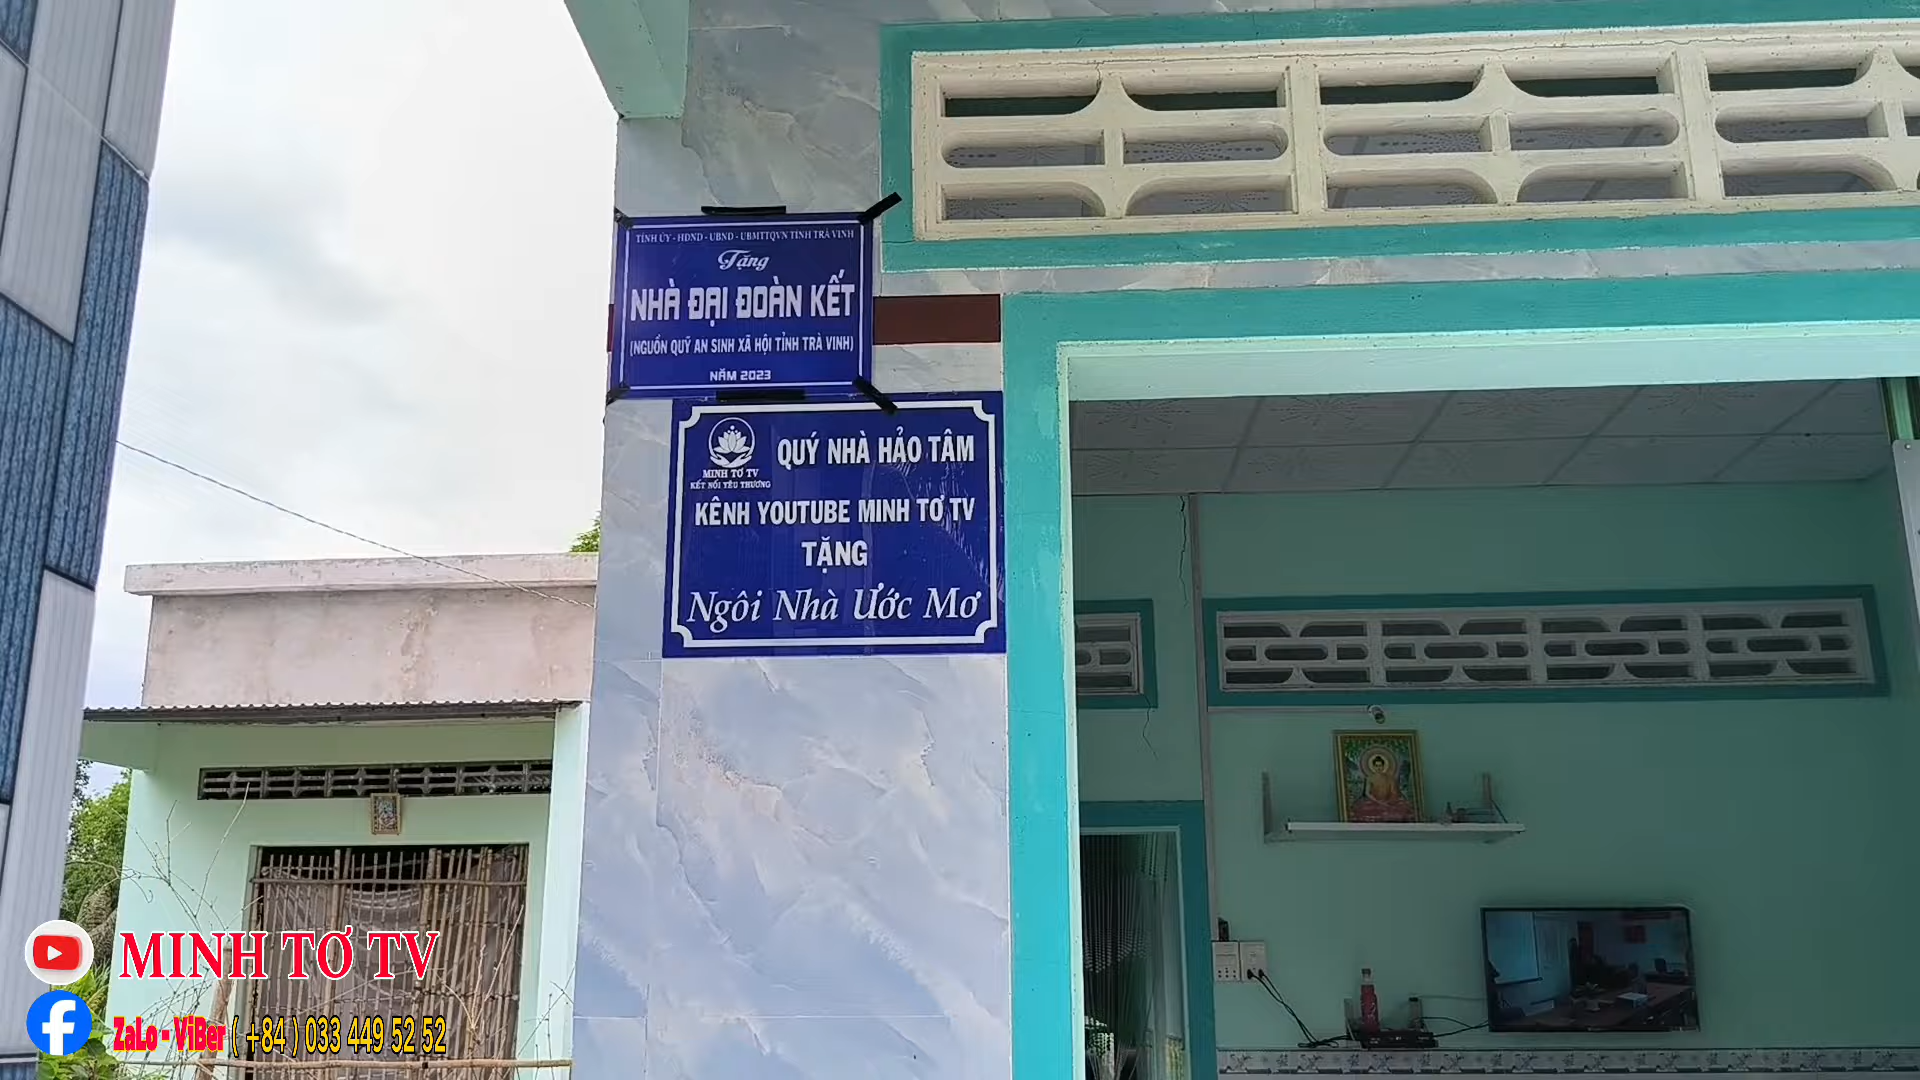 TỈNH ỦY - HĐND - UBND - UBMTTQVN TỈNH TRÀ VINH
Tặng
NHÀ ĐẠI ĐOÀN KẾT
(NGUỒN QUỸ AN SINH XÃ HỘI TỈNH TRÀ VINH)
NĂM 2023
MINH TƠ TV
KẾT NỐI YÊU THƯƠNG
QUÝ NHÀ HẢO TÂM
KÊNH YOUTUBE MINH TƠ TV
TẶNG
Ngôi Nhà Ước Mơ
MINH TƠ TV
ZaLo - ViBer ( +84 ) 033 449 52 52